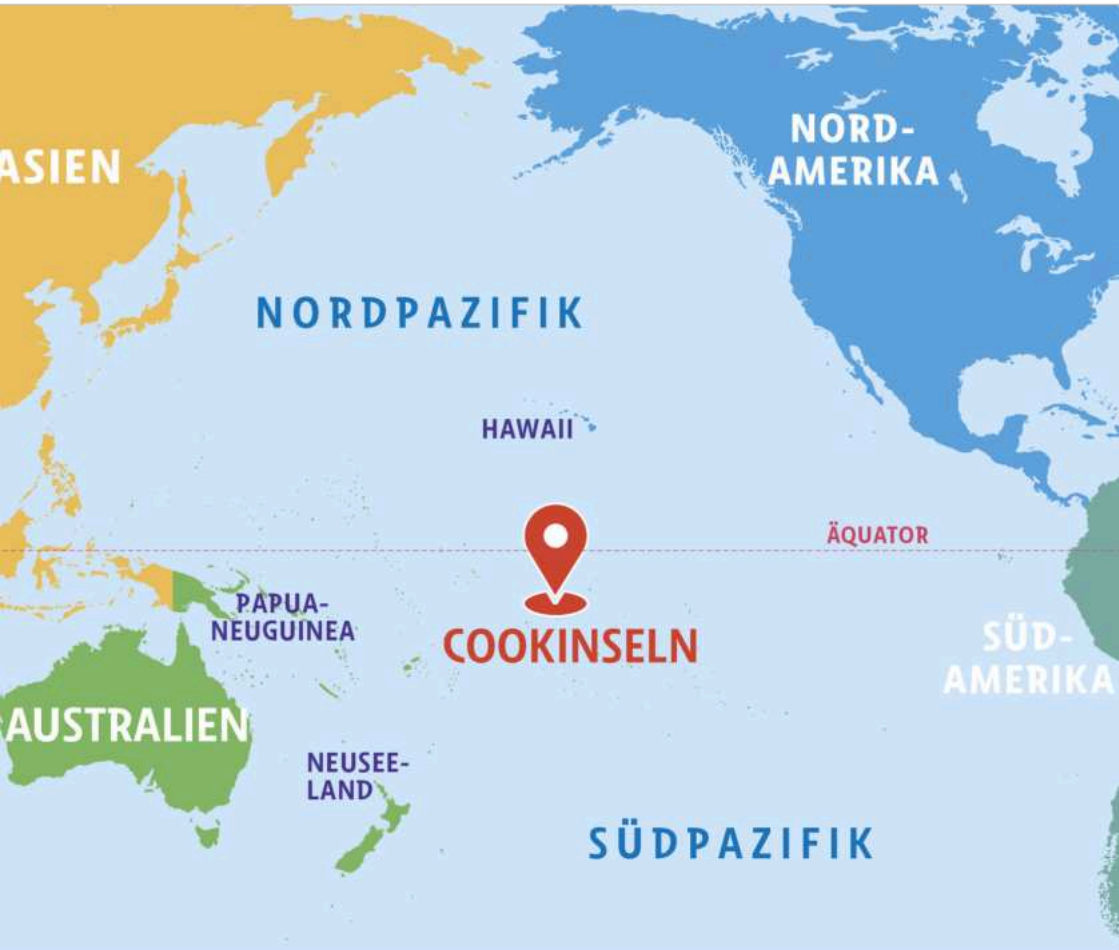 NORD-
AMERIKA
ASIEN
NORDPAZIFIK
HAWAII
ÄQUATOR
PAPUA-
NEUGUINEA
COOKINSELN
SÜD-
AMERIKA
AUSTRALIEN
NEUSEE-
LAND
SÜDPAZIFIK